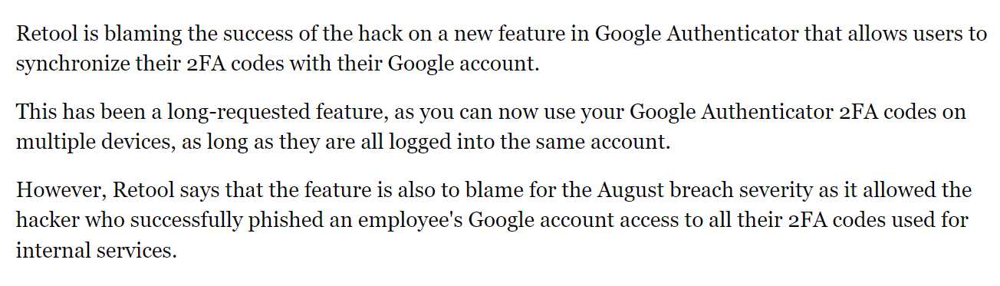 Retool is blaming the success of the hack on a new feature in Google Authenticator that allows users to
synchronize their 2FA codes with their Google account.
This has been a long-requested feature, as you can now use your Google Authenticator 2FA codes on
multiple devices, as long as they are all logged into the same account.
However, Retool says that the feature is also to blame for the August breach severity as it allowed the
hacker who successfully phished an employee's Google account access to all their 2FA codes used for
internal services.